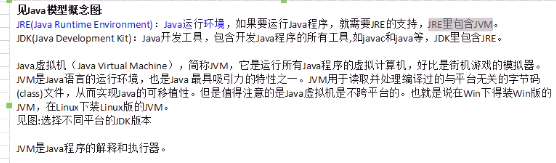 见Java模型概念图
JRE(Java Runtime Environment)：Java运行环境，如果要运行Java程序，就需要JRE的支持，JRE里包含JVM。
JDK(Java Development Kit)：Java开发工具，包含开发Java程序的所有工具,如javac和java等，JDK里包含JRE。
Java虚拟机（Java Virtual Machine），简称JVM，它是运行所有Java程序的虚拟计算机，好比是街机游戏的模拟器。
JVM是Java语言的运行环境，也是Java 最具吸引力的特性之一。JVM用于读取并处理编译过的与平台无关的字节码
(class)文件，从而实现Java的可移植性。但是值得注意的是Java虚拟机是不跨平台的。也就是说在Win下得装Win版的
JVM，在Linux下装Linux版的JVM。
见图:选择不同平台的JDK版本
JVM是Java程序的解释和执行器。